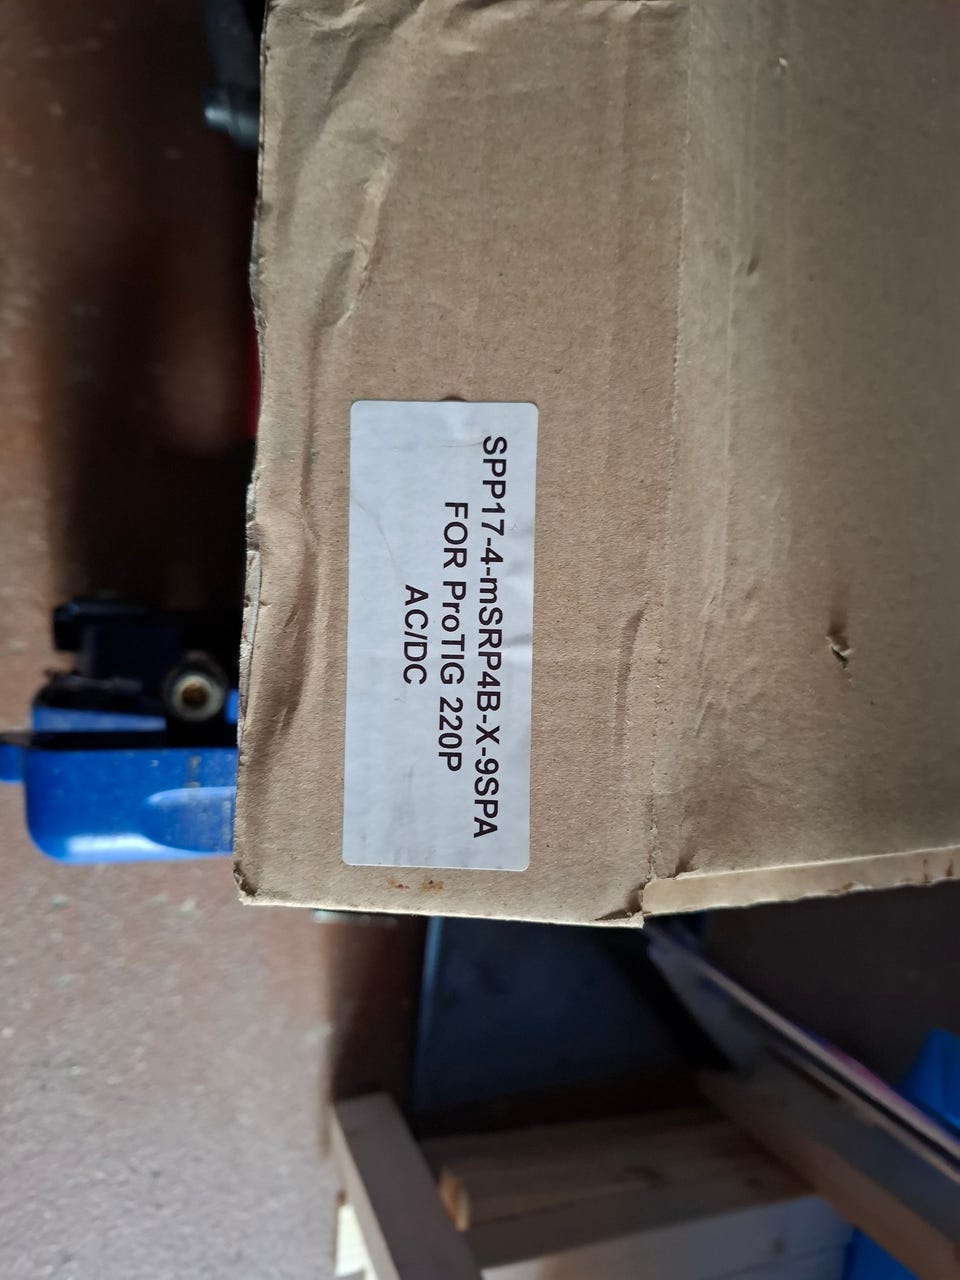 SPP17-4-mSRP4B-X-9SPA
FOR ProTIG 220P
AC/DC